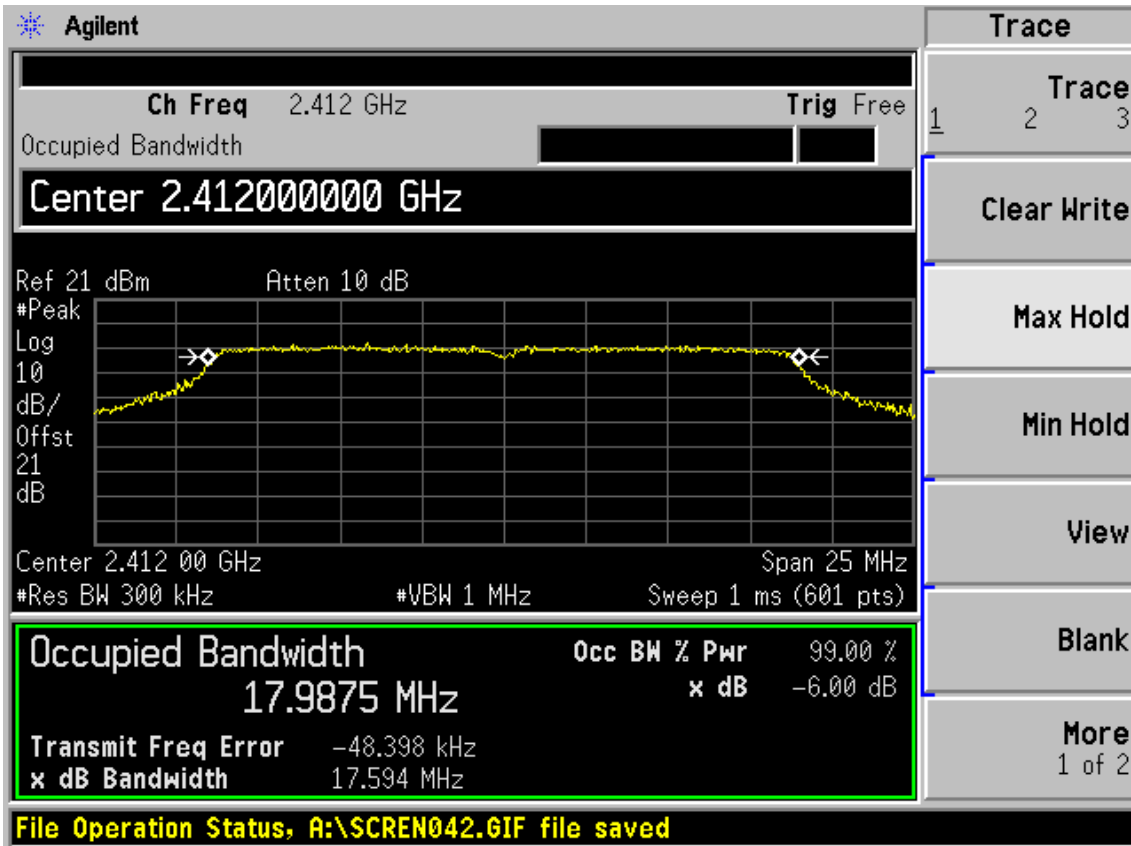 Agilent
Trace
Ch Freq 2.412 GHz Trig Free
Occupied Bandwidth
Center 2.412000000 GHz
Ref 21 dBm Atten 10 dB
#Peak
Log
10
dB/
Offst
21
dB
Center 2.412 00 GHz Span 25 MHz
#Res BW 300 kHz #VBW 1 MHz Sweep 1 ms (601 pts)
Occupied Bandwidth
17.9875 MHz
Occ BW % Pwr 99.00 %
x dB -6.00 dB
Transmit Freq Error -48.398 kHz
x dB Bandwidth 17.594 MHz
File Operation Status, A:\SCREN042.GIF file saved
Trace
1 2 3
Clear Write
Max Hold
Min Hold
View
Blank
More
1 of 2